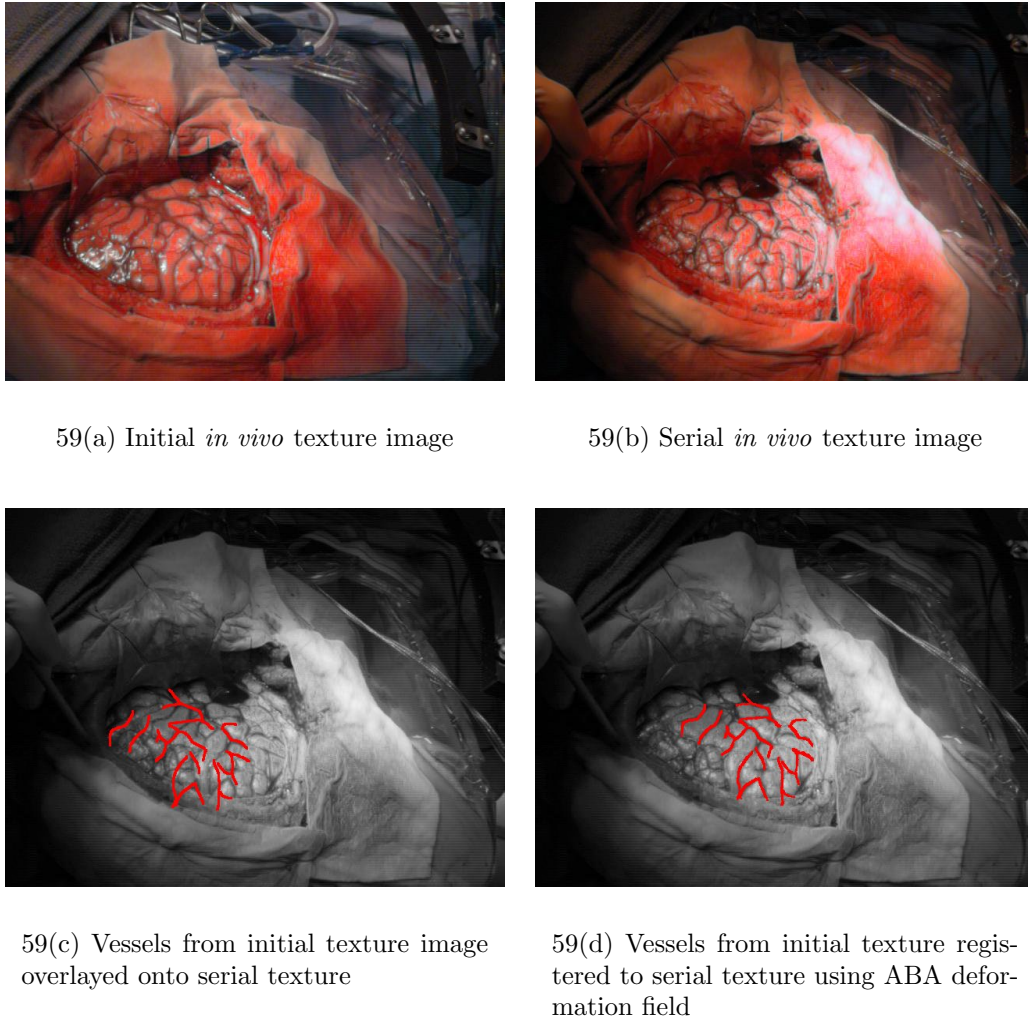 59(a) Initial in vivo texture image
59(b) Serial in vivo texture image
59(c) Vessels from initial texture image
overlayed onto serial texture
59(d) Vessels from initial texture regis-
tered to serial texture using ABA defor-
mation field